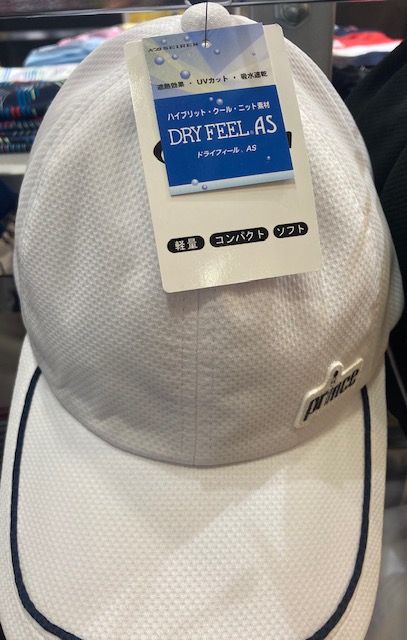 SEIREN
遮熱効果・UVカット・吸水速乾
ハイブリッド・クール・ニット素材
DRY FEEL® AS
ドライフィール® AS
軽量 コンパクト ソフト
prince